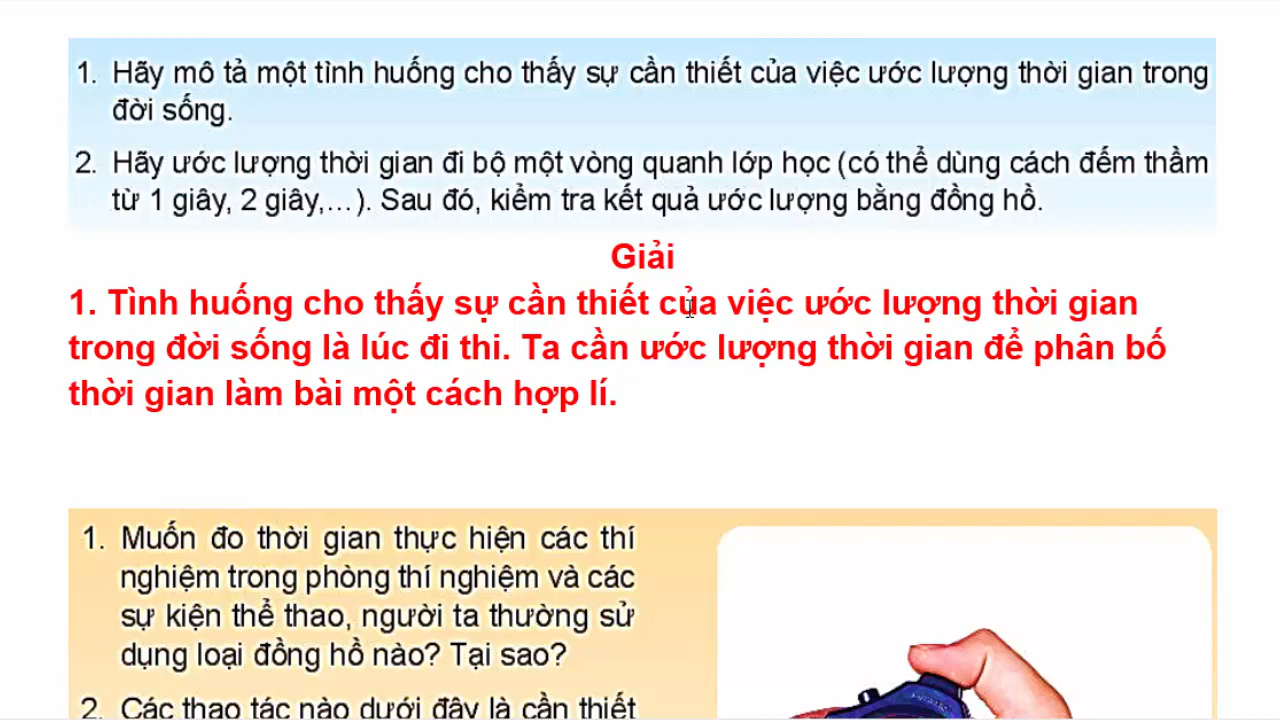 1. Hãy mô tả một tình huống cho thấy sự cần thiết của việc ước lượng thời gian trong
đời sống.
2. Hãy ước lượng thời gian đi bộ một vòng quanh lớp học (có thể dùng cách đếm thầm
từ 1 giây, 2 giây,...). Sau đó, kiểm tra kết quả ước lượng bằng đồng hồ.
Giải
1. Tình huống cho thấy sự cần thiết của việc ước lượng thời gian
trong đời sống là lúc đi thi. Ta cần ước lượng thời gian để phân bố
thời gian làm bài một cách hợp lí.
1. Muốn đo thời gian thực hiện các thí
nghiệm trong phòng thí nghiệm và các
sự kiện thể thao, người ta thường sử
dụng loại đồng hồ nào? Tại sao?
2. Các thao tác nào dưới đây là cần thiết